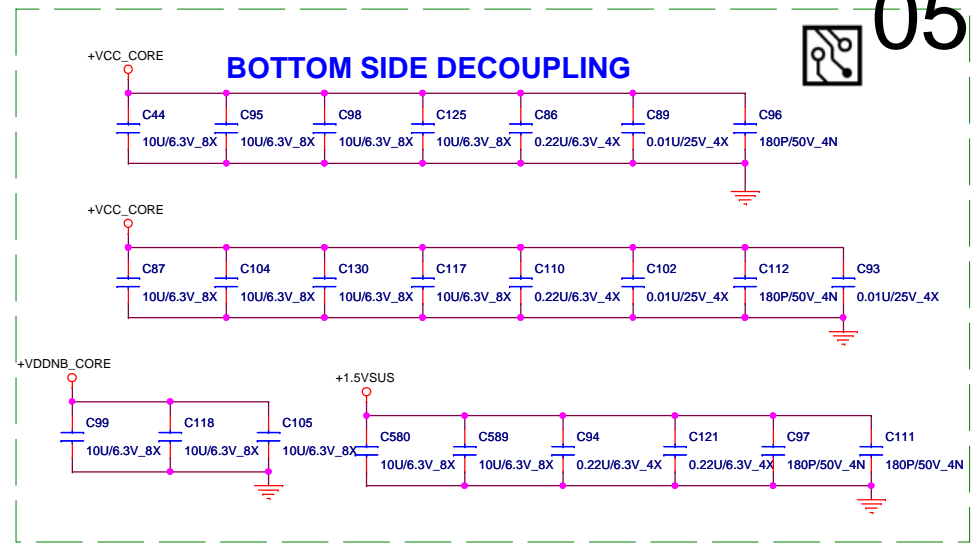 05
+VCC_CORE
BOTTOM SIDE DECOUPLING
C44 C95 C98 C125 C86 C89 C96
10U/6.3V_8X 10U/6.3V_8X 10U/6.3V_8X 10U/6.3V_8X 0.22U/6.3V_4X 0.01U/25V_4X 180P/50V_4N
+VCC_CORE
C87 C104 C130 C117 C110 C102 C112 C93
10U/6.3V_8X 10U/6.3V_8X 10U/6.3V_8X 10U/6.3V_8X 0.22U/6.3V_4X 0.01U/25V_4X 180P/50V_4N 0.01U/25V_4X
+VDDNB_CORE
C99 C118 C105
10U/6.3V_8X 10U/6.3V_8X 10U/6.3V_8X
+1.5VSUS
C580 C589 C94 C121 C97 C111
10U/6.3V_8X 10U/6.3V_8X 0.22U/6.3V_4X 0.22U/6.3V_4X 180P/50V_4N 180P/50V_4N